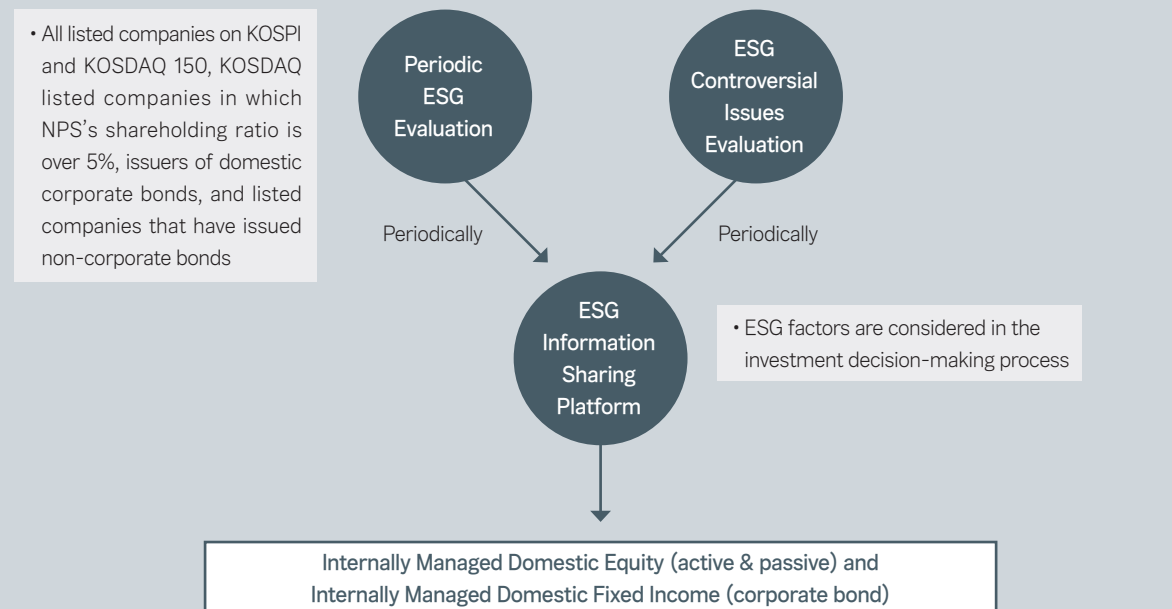 • All listed companies on KOSPI
and KOSDAQ 150, KOSDAQ
listed companies in which
NPS's shareholding ratio is
over 5%, issuers of domestic
corporate bonds, and listed
companies that have issued
non-corporate bonds
Periodic
ESG
Evaluation
ESG
Controversial
Issues
Evaluation
Periodically
Periodically
ESG
Information
Sharing
Platform
• ESG factors are considered in the
investment decision-making process
Internally Managed Domestic Equity (active & passive) and
Internally Managed Domestic Fixed Income (corporate bond)